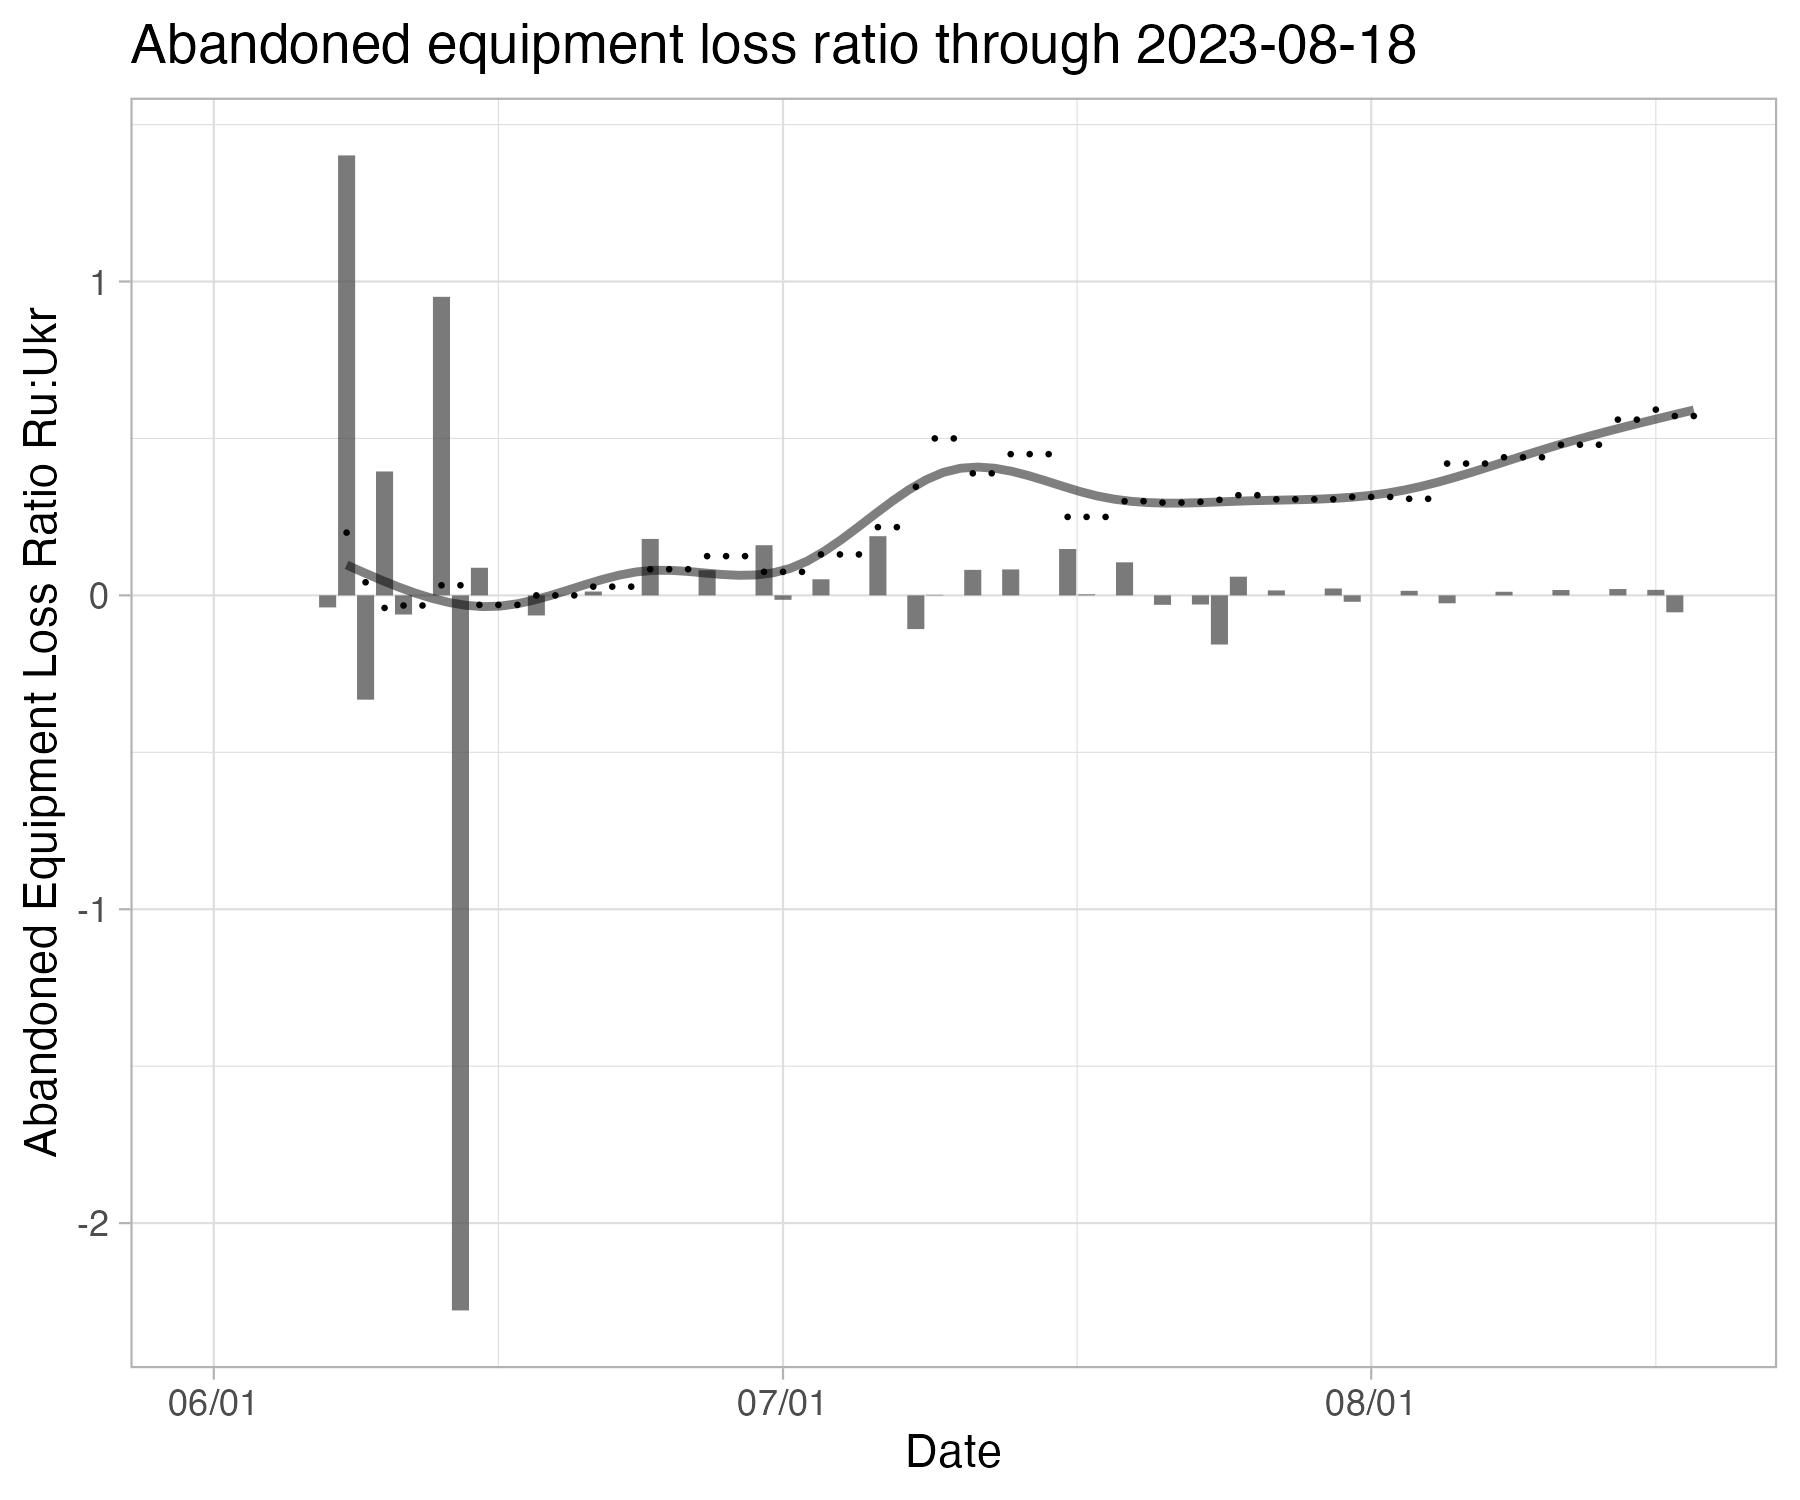 Abandoned equipment loss ratio through 2023-08-18
Abandoned Equipment Loss Ratio Ru:Ukr
1
0
-1
-2
06/01
07/01
08/01
Date